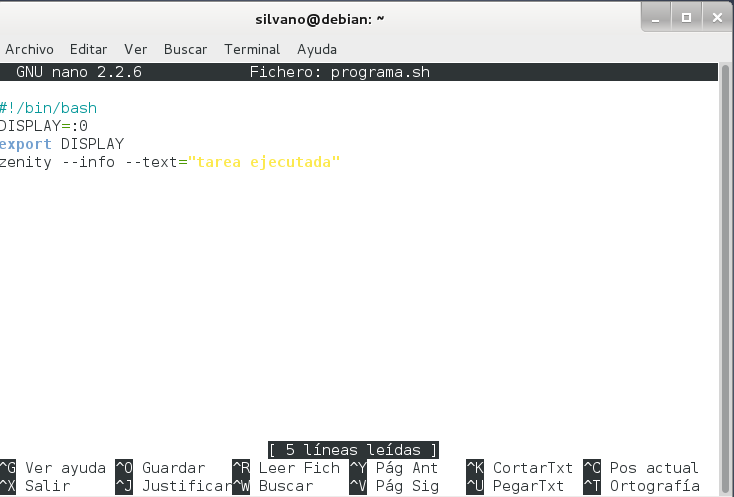 silvano@debian: ~
Archivo Editar Ver Buscar Terminal Ayuda
GNU nano 2.2.6 Fichero: programa.sh
#!/bin/bash
DISPLAY=:0
export DISPLAY
zenity --info --text="tarea ejecutada"
[ 5 líneas leídas ]
^G Ver ayuda ^O Guardar ^R Leer Fich ^Y Pág Ant ^K CortarTxt ^C Pos actual
^X Salir ^J Justificar ^W Buscar ^V Pág Sig ^U PegarTxt ^T Ortografía